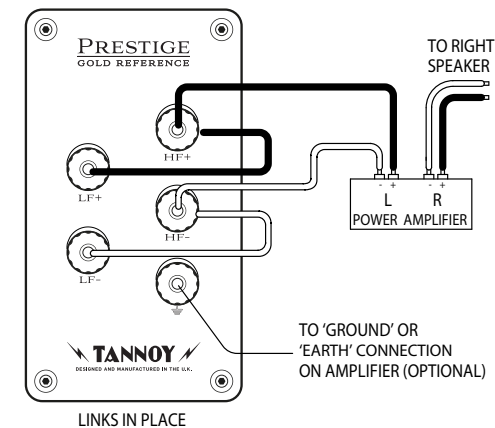 PRESTIGE
GOLD REFERENCE
TO RIGHT
SPEAKER
HF+
LF+
HF-
LF-
- + - +
L R
POWER AMPLIFIER
TO ‘GROUND’ OR
‘EARTH’ CONNECTION
ON AMPLIFIER (OPTIONAL)
TANNOY
DESIGNED AND MANUFACTURED IN THE U.K.
LINKS IN PLACE